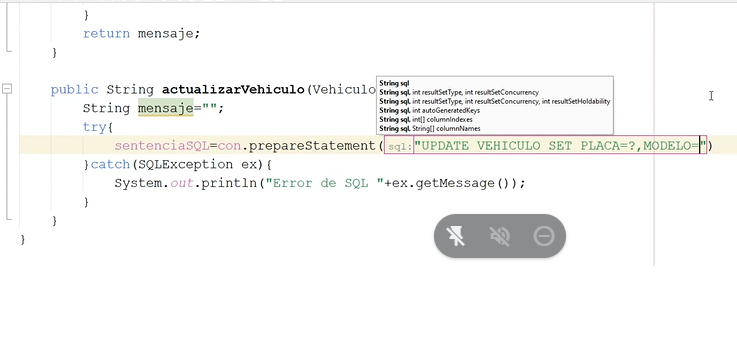 }
return mensaje;
}
public String actualizarVehiculo(Vehiculo
String sql
String sql, int resultSetType, int resultSetConcurrency
String sql, int resultSetType, int resultSetConcurrency, int resultSetHoldability
String sql, int autoGeneratedKeys
String sql, int[] columnIndexes
String sql, String[] columnNames
String mensaje="";
try{
sentenciaSQL=con.prepareStatement(sql:"UPDATE VEHICULO SET PLACA=?,MODELO=")
}catch(SQLException ex){
System.out.println("Error de SQL "+ex.getMessage());
}
}
}